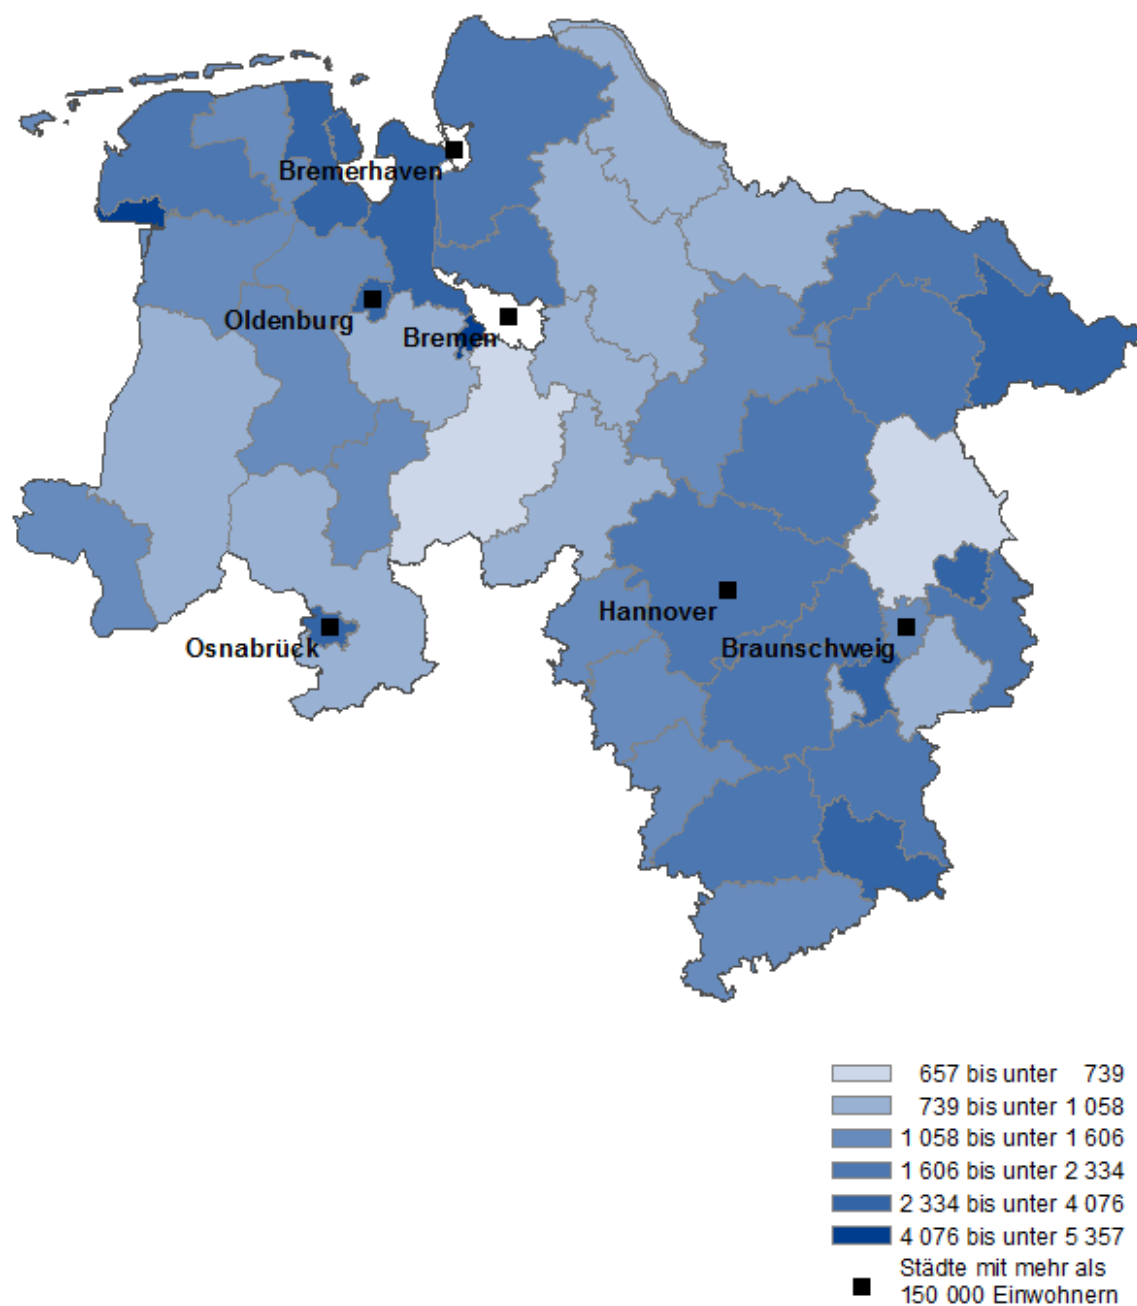 Bremerhaven
Oldenburg
Bremen
Hannover
Osnabrück
Braunschweig
657 bis unter 739
739 bis unter 1 058
1 058 bis unter 1 606
1 606 bis unter 2 334
2 334 bis unter 4 076
4 076 bis unter 5 357
Städte mit mehr als
150 000 Einwohnern